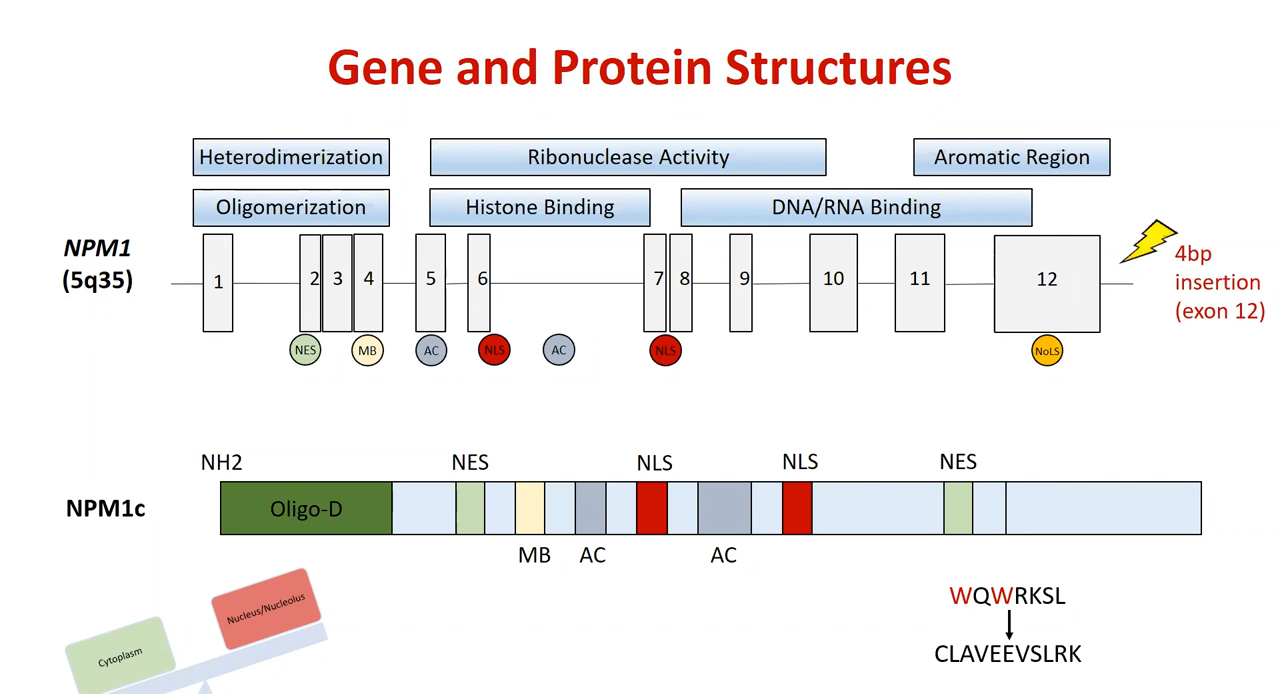 Gene and Protein Structures
Heterodimerization
Ribonuclease Activity
Aromatic Region
Oligomerization
Histone Binding
DNA/RNA Binding
NPM1
(5q35)
1
2
3
4
5
6
7
8
9
10
11
12
4bp
insertion
(exon 12)
NES
MB
AC
NLS
AC
NLS
NoLS
NH2
NES
NLS
NLS
NES
NPM1c
Oligo-D
MB
AC
AC
WQWRKSL
CLAVEEVSLRK
Nucleus/Nucleolus
Cytoplasm